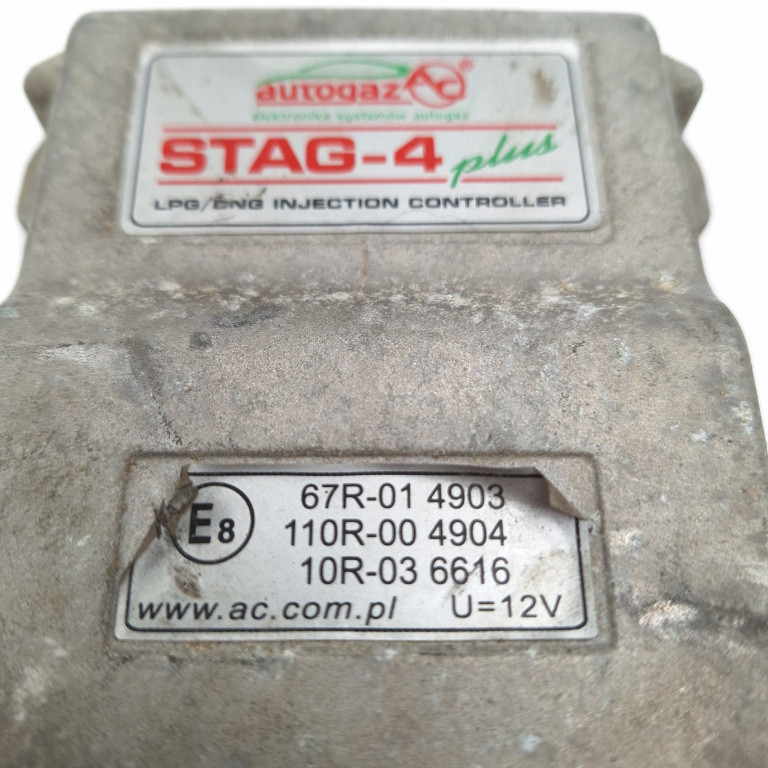 autogaz AC®
elektronika systemów autogaz
STAG-4 plus
LPG/CNG INJECTION CONTROLLER
E8
67R-01 4903
110R-00 4904
10R-03 6616
www.ac.com.pl U=12V